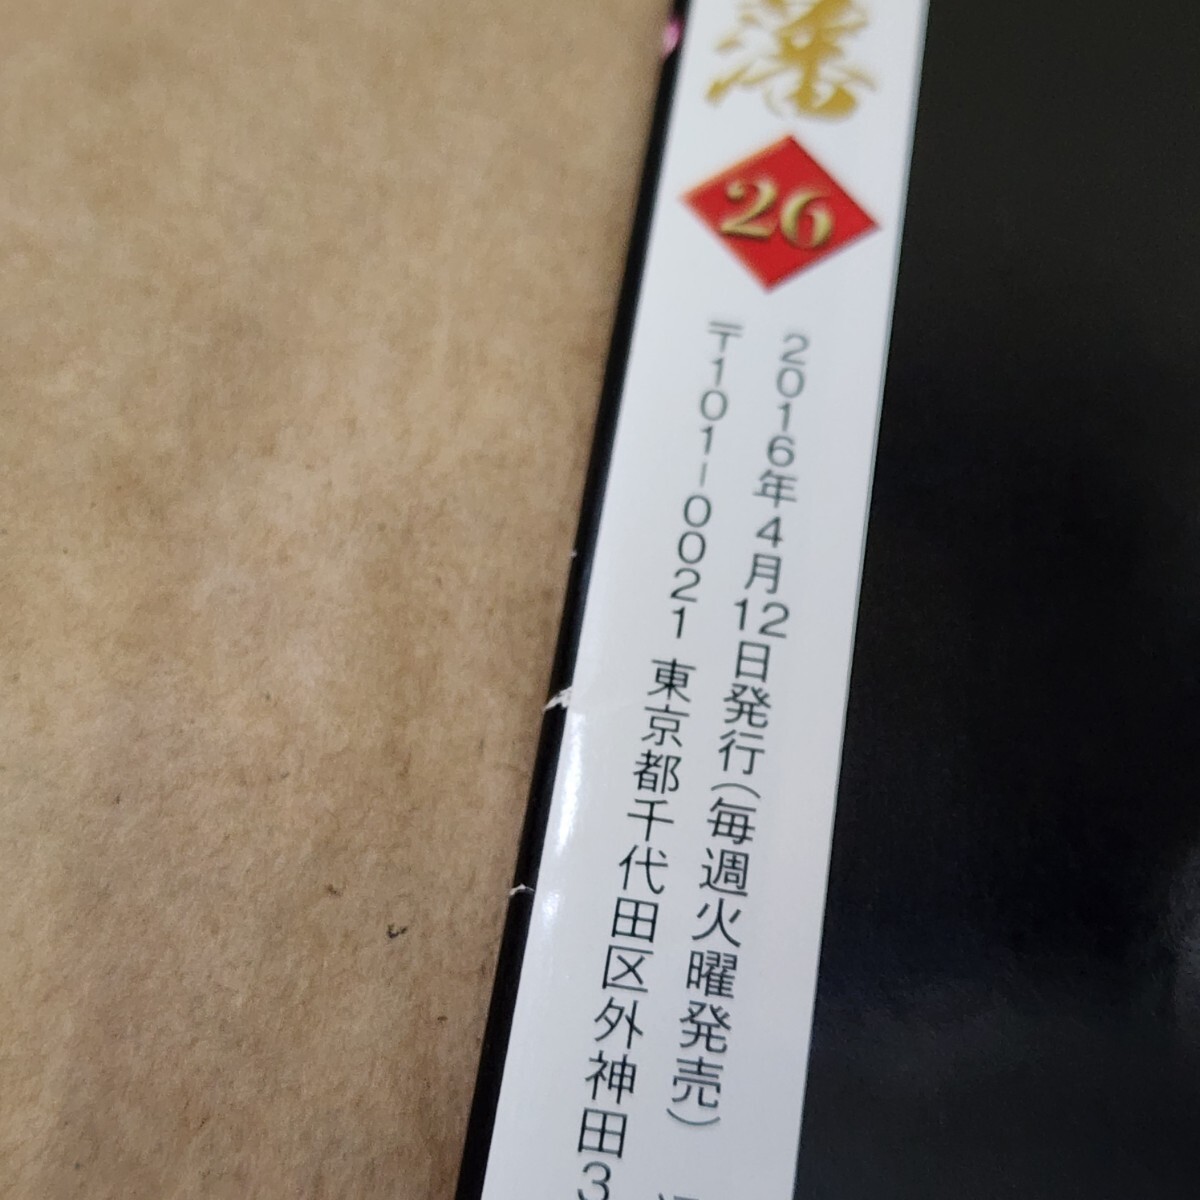 藩
26
2016年4月12日発行(毎週火曜発売)
〒101-0021 東京都千代田区外神田3